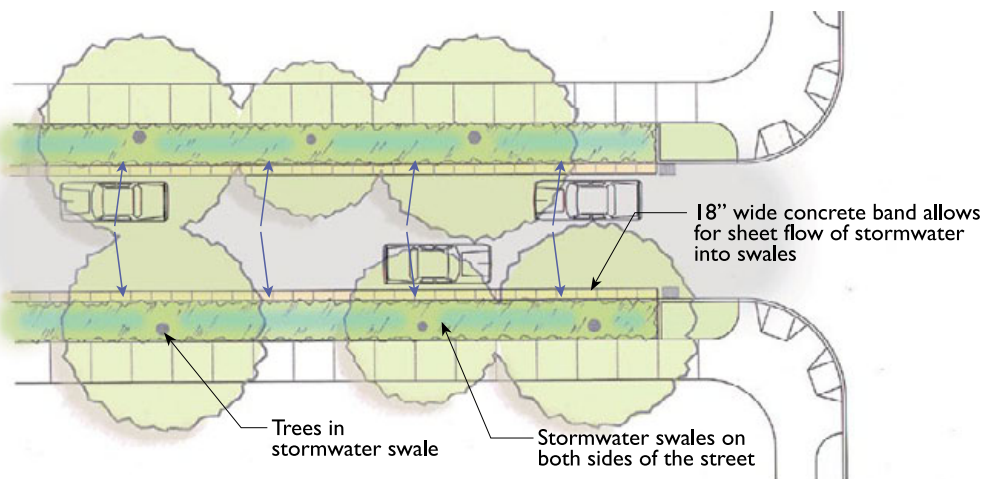 18” wide concrete band allows
for sheet flow of stormwater
into swales
Trees in
stormwater swale
Stormwater swales on
both sides of the street